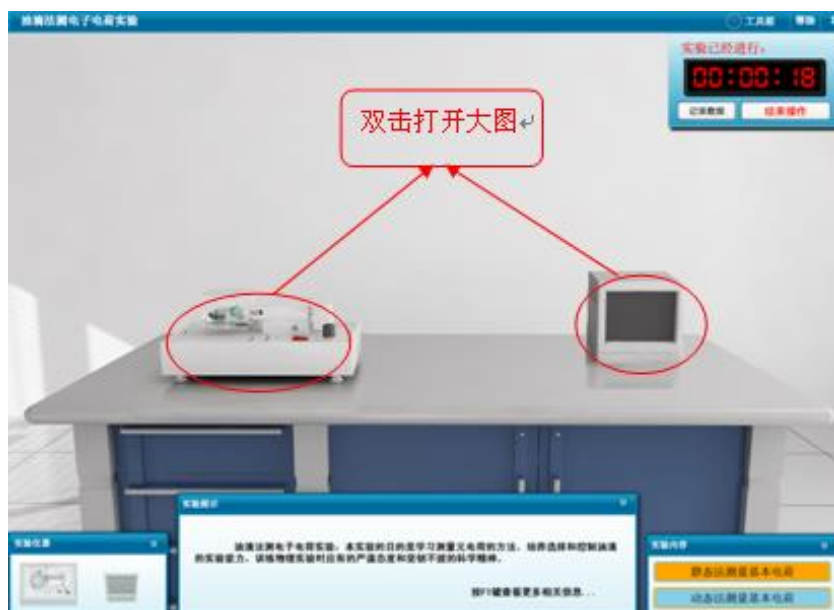 油滴法测电子电荷实验
工具箱 帮助
实验已经进行:
00:00:18
记录数据 结束操作
双击打开大图
实验提示
油滴法测电子电荷实验：本实验的目的是学习测量元电荷的方法，培养选择和控制油滴
的实验能力，训练物理实验时应有的严谨态度和坚韧不拔的科学精神。
按F1键查看更多相关信息...
实验仪器
实验内容
静态法测量基本电荷
动态法测量基本电荷